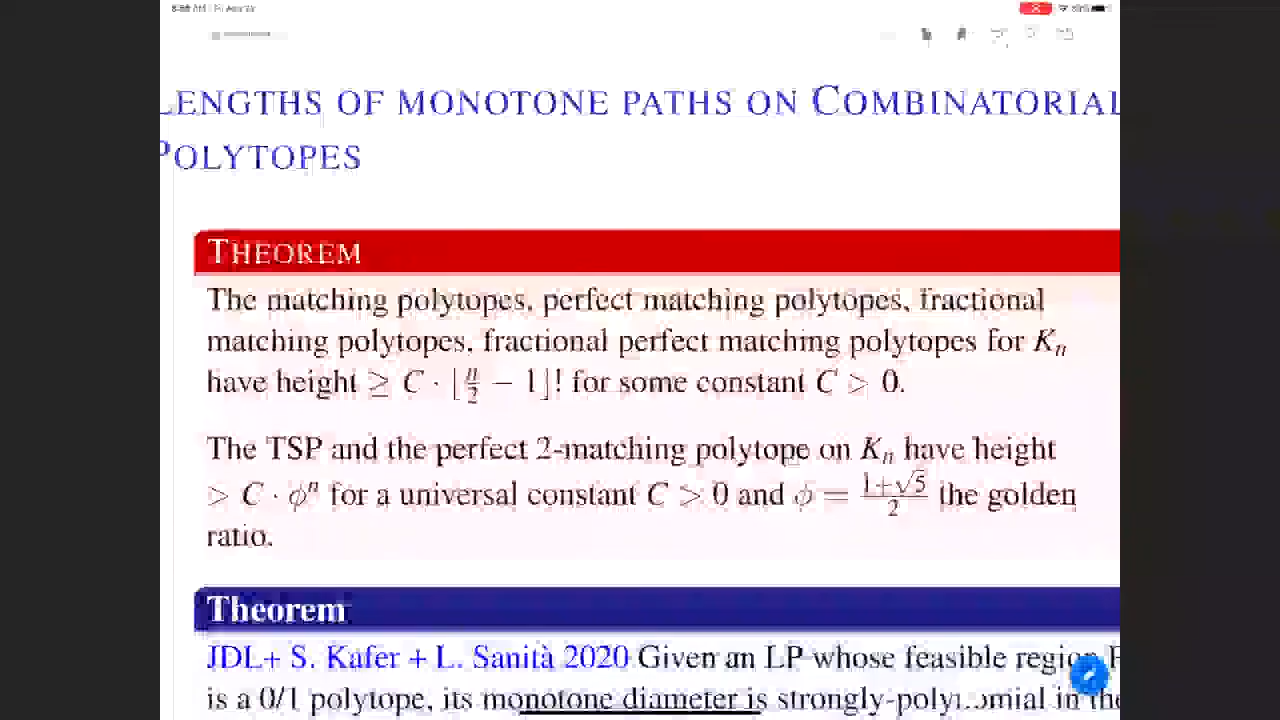 LENGTHS OF MONOTONE PATHS ON COMBINATORIAL
POLYTOPES
THEOREM
The matching polytopes, perfect matching polytopes, fractional
matching polytopes, fractional perfect matching polytopes for Kₙ
have height ≥ C · ⌊n/2 − 1⌋! for some constant C > 0.
The TSP and the perfect 2-matching polytope on Kₙ have height
> C · ϕⁿ for a universal constant C > 0 and ϕ = (1+√5)/2 the golden
ratio.
Theorem
JDL+ S. Kafer + L. Sanità 2020 Given an LP whose feasible region
is a 0/1 polytope, its monotone diameter is strongly-polynomial in the